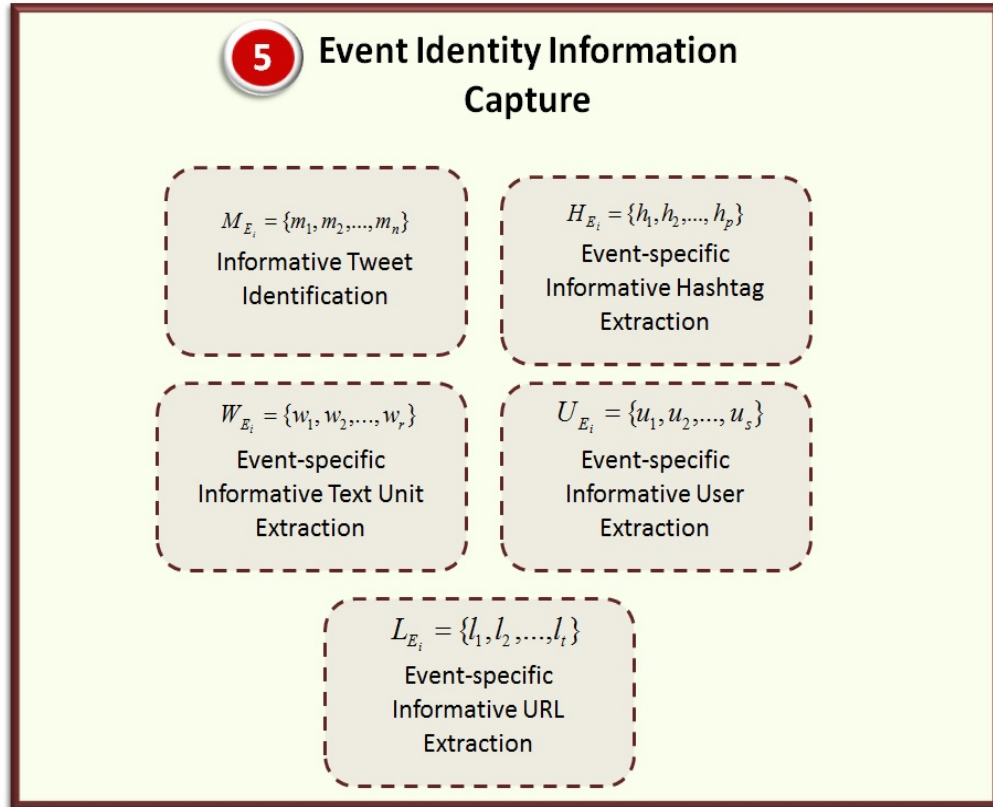 5
Event Identity Information
Capture
M_{E_i} = {m_1, m_2,..., m_n}
Informative Tweet
Identification
H_{E_i} = {h_1, h_2,..., h_p}
Event-specific
Informative Hashtag
Extraction
W_{E_i} = {w_1, w_2,..., w_r}
Event-specific
Informative Text Unit
Extraction
U_{E_i} = {u_1, u_2,..., u_s}
Event-specific
Informative User
Extraction
L_{E_i} = {l_1, l_2,...,l_t}
Event-specific
Informative URL
Extraction